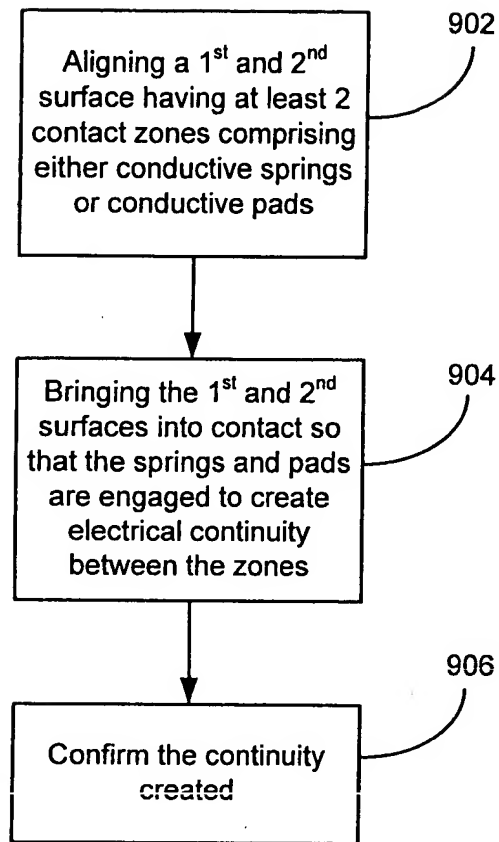 902
Aligning a 1st and 2nd
surface having at least 2
contact zones comprising
either conductive springs
or conductive pads
904
Bringing the 1st and 2nd
surfaces into contact so
that the springs and pads
are engaged to create
electrical continuity
between the zones
906
Confirm the continuity
created